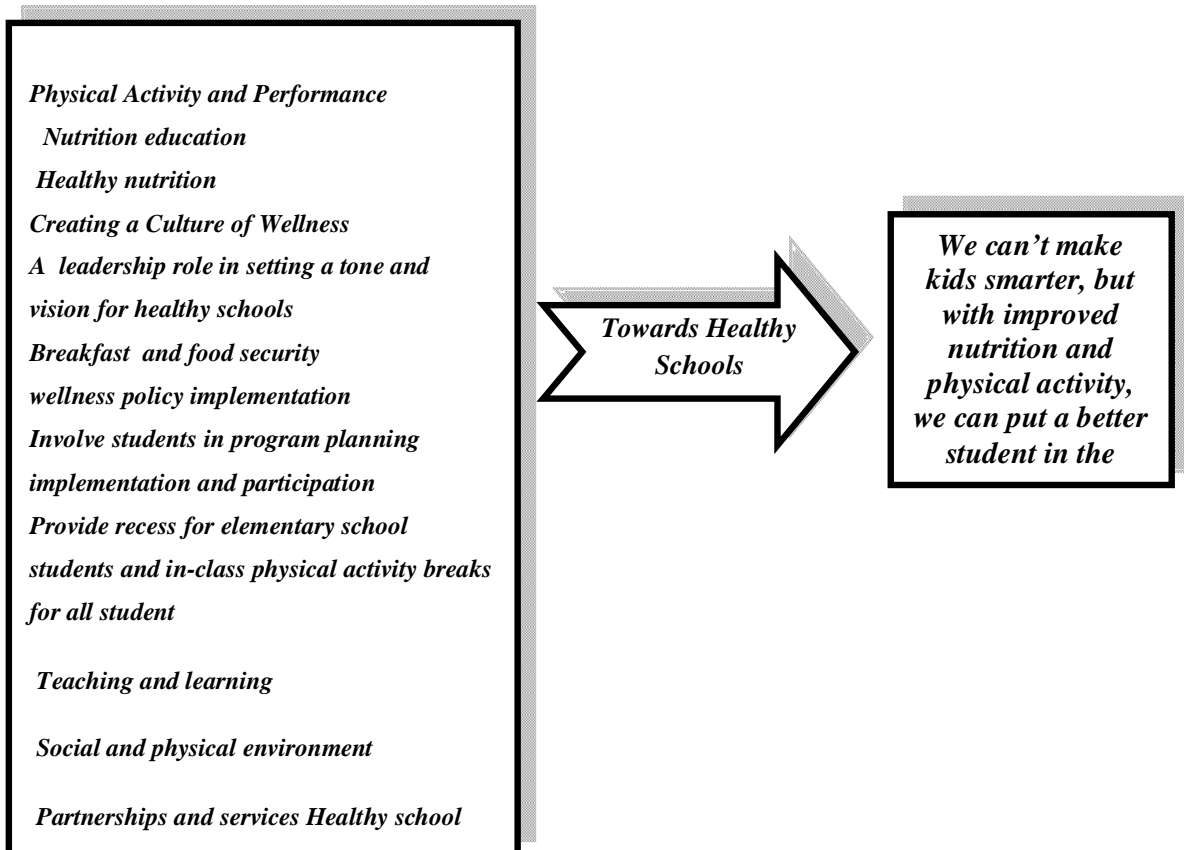 Physical Activity and Performance
Nutrition education
Healthy nutrition
Creating a Culture of Wellness
A leadership role in setting a tone and
vision for healthy schools
Breakfast and food security
wellness policy implementation
Involve students in program planning
implementation and participation
Provide recess for elementary school
students and in-class physical activity breaks
for all student
Teaching and learning
Social and physical environment
Partnerships and services Healthy school
Towards Healthy
Schools
We can’t make
kids smarter, but
with improved
nutrition and
physical activity,
we can put a better
student in the